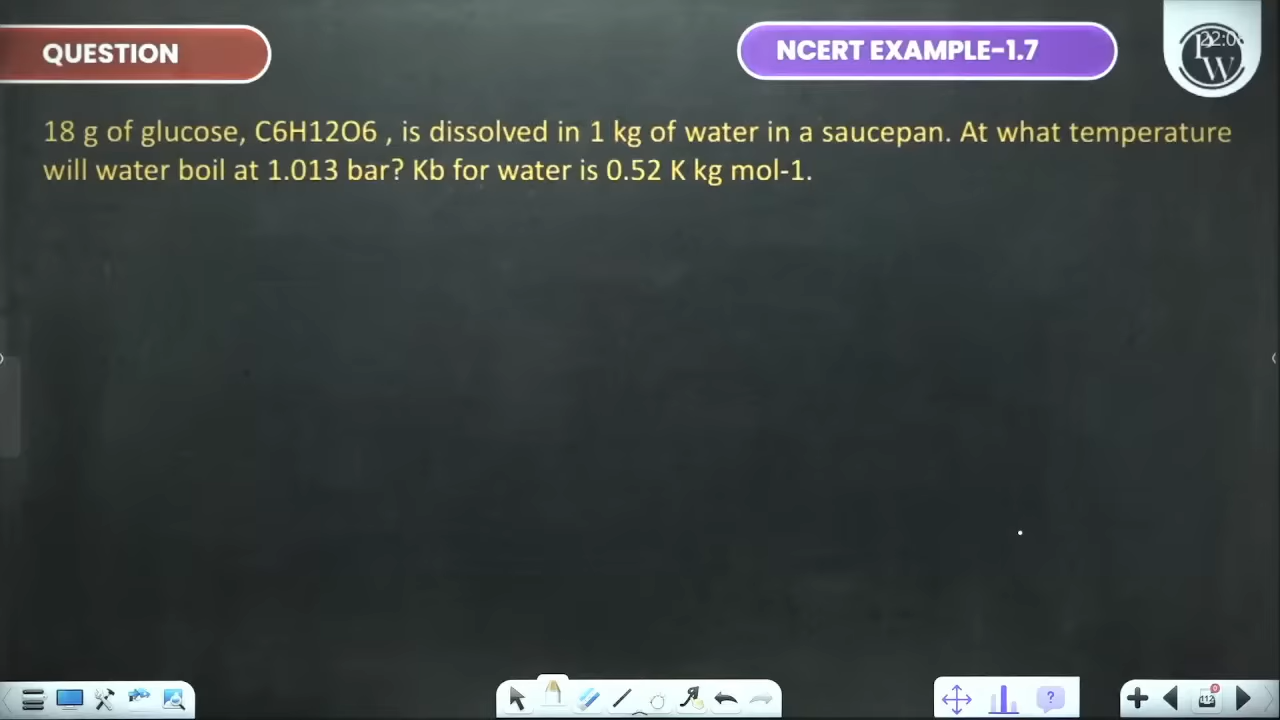 QUESTION
NCERT EXAMPLE-1.7
18 g of glucose, C6H12O6 , is dissolved in 1 kg of water in a saucepan. At what temperature
will water boil at 1.013 bar? Kb for water is 0.52 K kg mol-1.